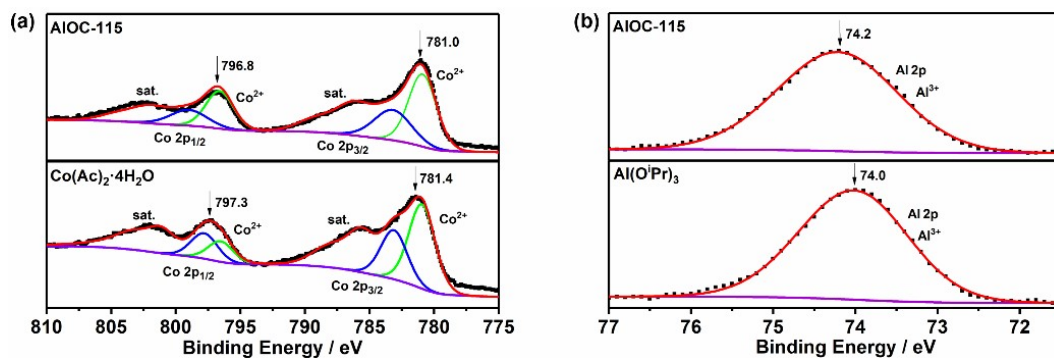 (a)
AlOC-115
781.0
796.8
Co²⁺
sat.
Co²⁺
sat.
Co 2p₁/₂
Co 2p₃/₂
Co(Ac)₂·4H₂O
781.4
797.3
Co²⁺
sat.
Co²⁺
sat.
Co 2p₁/₂
Co 2p₃/₂
810 805 800 795 790 785 780 775
Binding Energy / eV
(b)
AlOC-115
74.2
Al 2p
Al³⁺
Al(OⁱPr)₃
74.0
Al 2p
Al³⁺
77 76 75 74 73 72
Binding Energy / eV